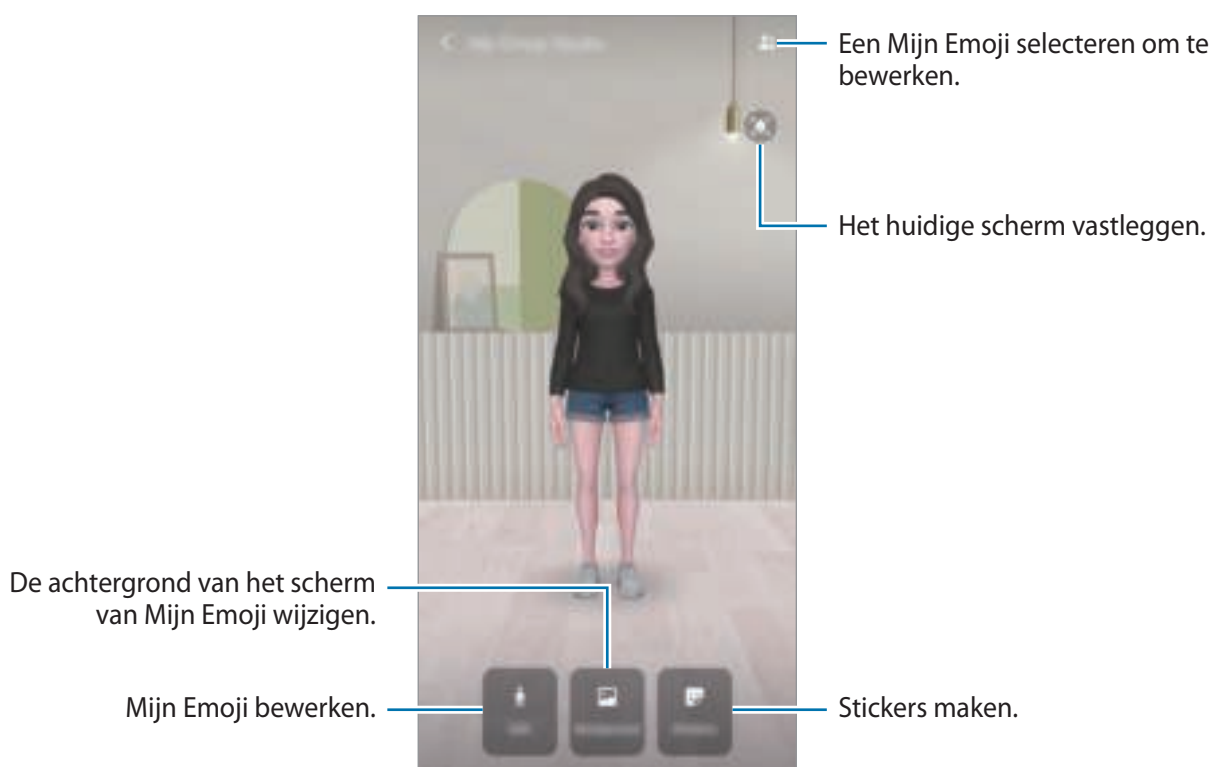 Een Mijn Emoji selecteren om te
bewerken.
Het huidige scherm vastleggen.
De achtergrond van het scherm
van Mijn Emoji wijzigen.
Mijn Emoji bewerken.
Stickers maken.